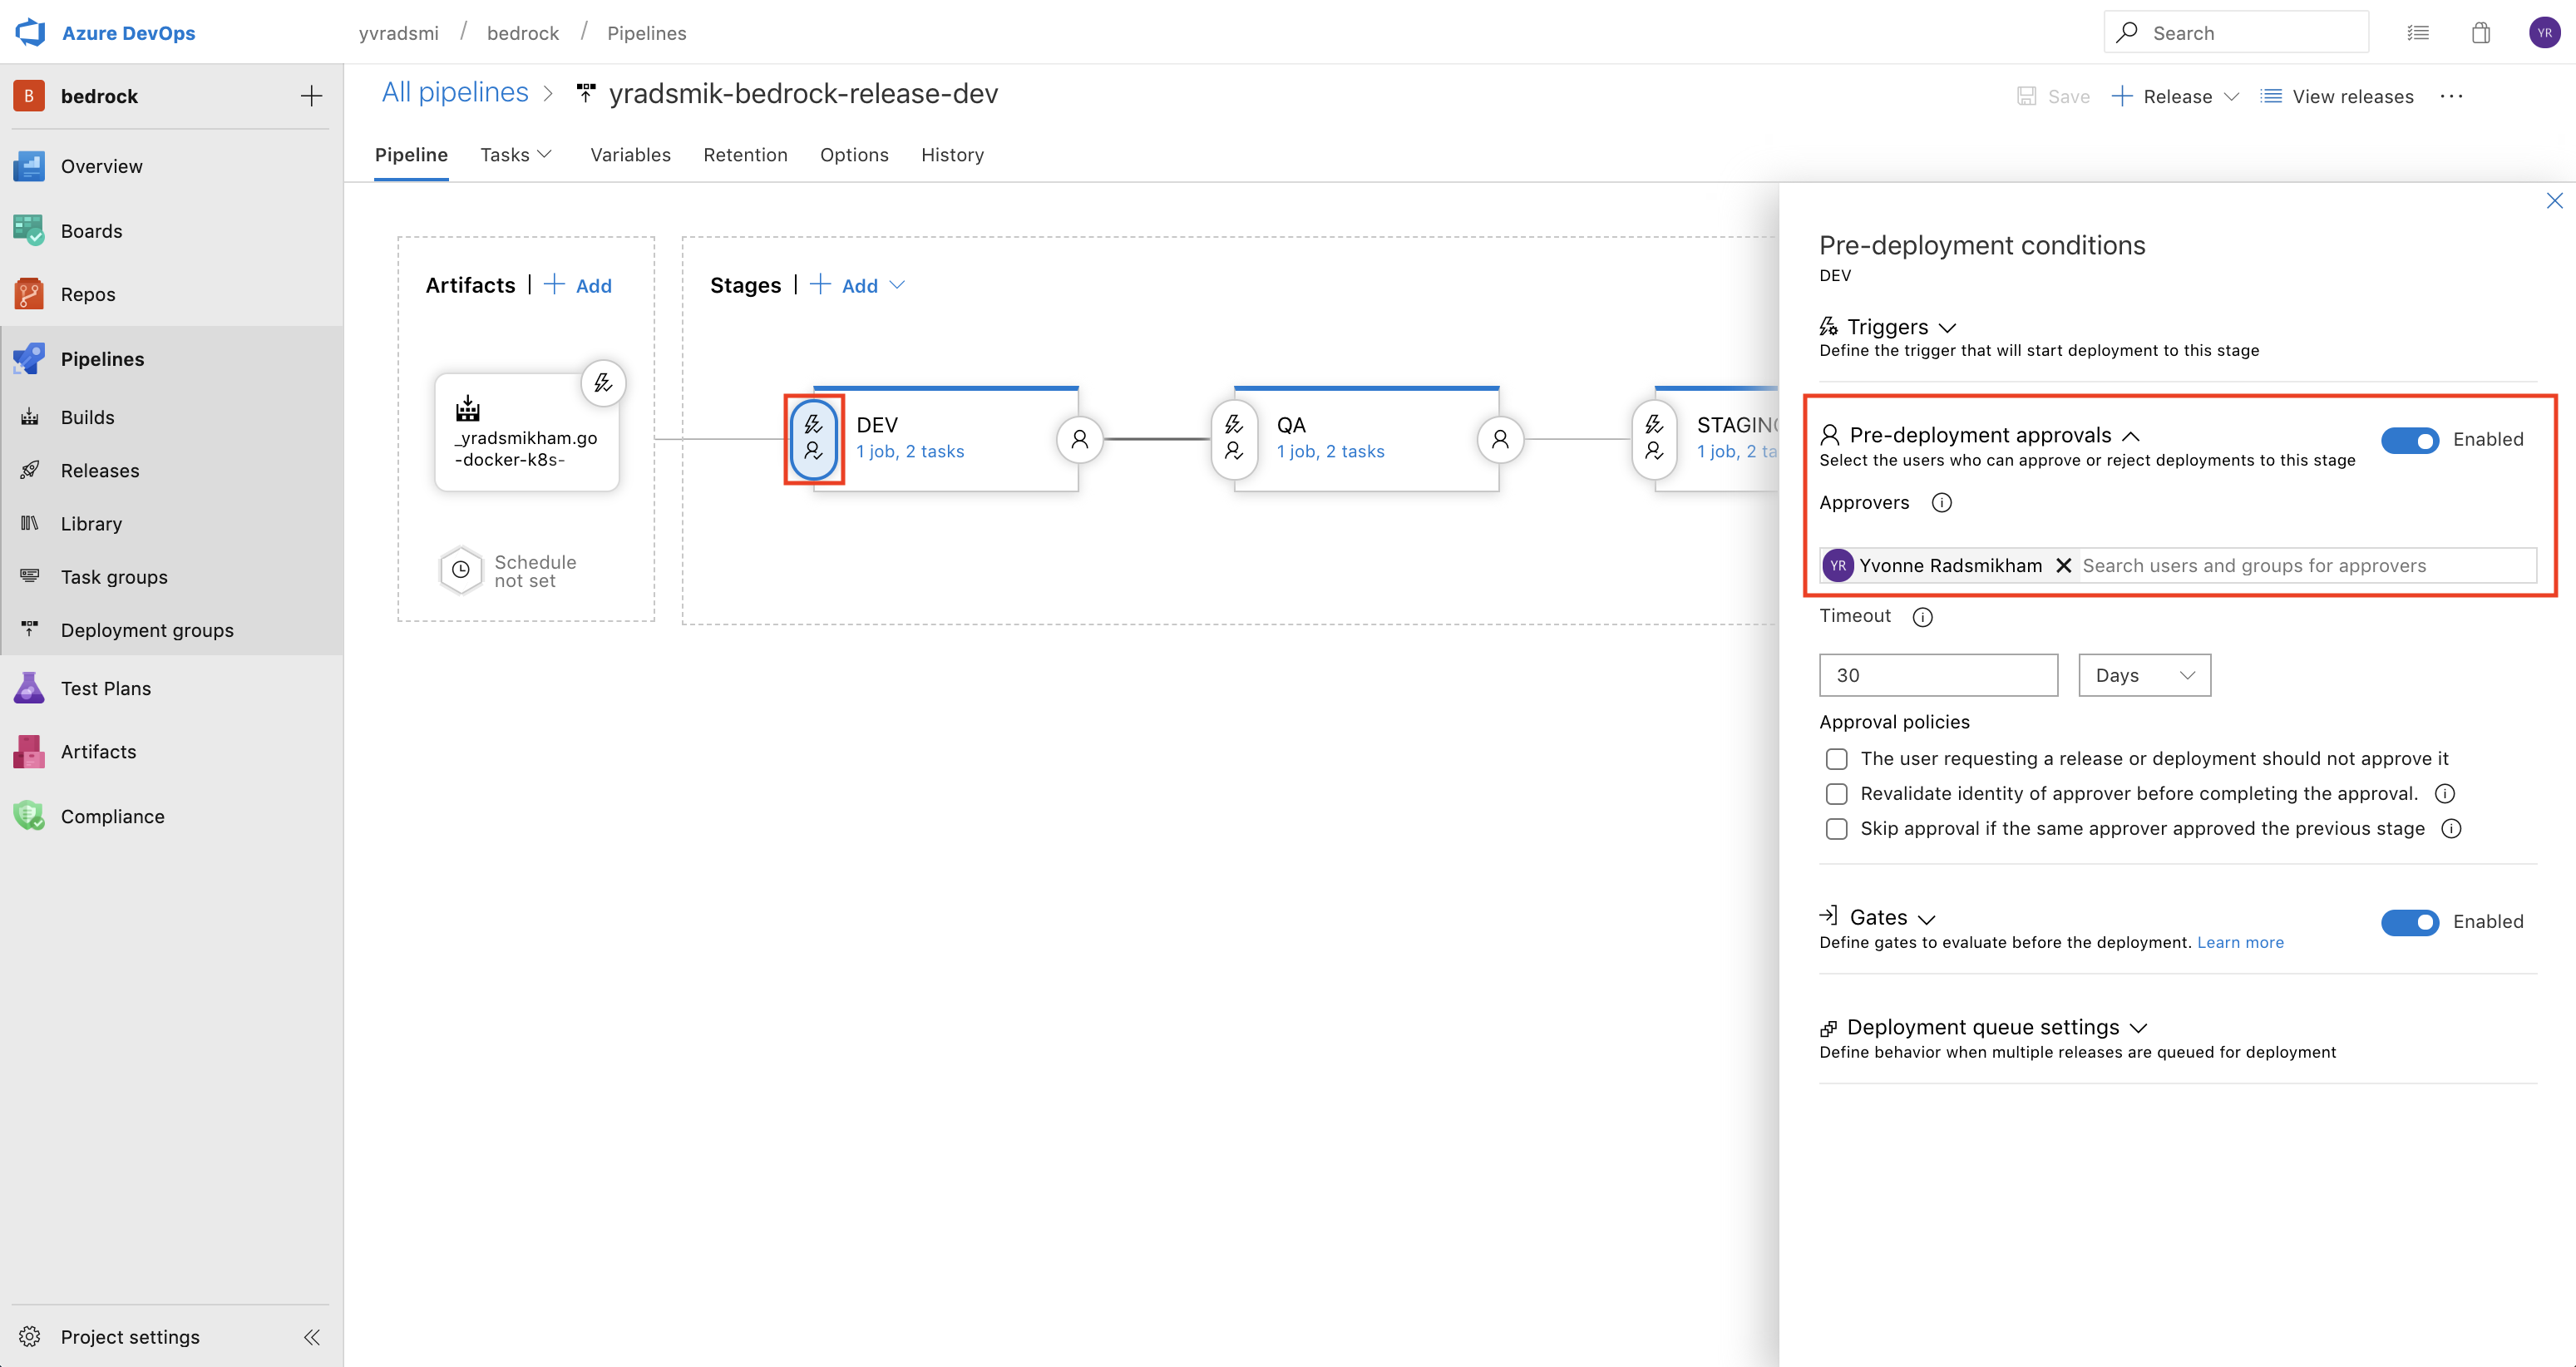 Azure DevOps
yvradsmi / bedrock / Pipelines
Search
YR
B bedrock
Overview
Boards
Repos
Pipelines
Builds
Releases
Library
Task groups
Deployment groups
Test Plans
Artifacts
Compliance
Project settings
All pipelines > yradsmik-bedrock-release-dev
Save
Release
View releases
Pipeline
Tasks
Variables
Retention
Options
History
Artifacts | + Add
_yradsmikham.go
-docker-k8s-
Schedule
not set
Stages | + Add
DEV
1 job, 2 tasks
QA
1 job, 2 tasks
STAGING
1 job, 2 ta
Pre-deployment conditions
DEV
Triggers
Define the trigger that will start deployment to this stage
Pre-deployment approvals
Enabled
Select the users who can approve or reject deployments to this stage
Approvers
YR Yvonne Radsmikham Search users and groups for approvers
Timeout
30 Days
Approval policies
The user requesting a release or deployment should not approve it
Revalidate identity of approver before completing the approval.
Skip approval if the same approver approved the previous stage
Gates
Enabled
Define gates to evaluate before the deployment. Learn more
Deployment queue settings
Define behavior when multiple releases are queued for deployment